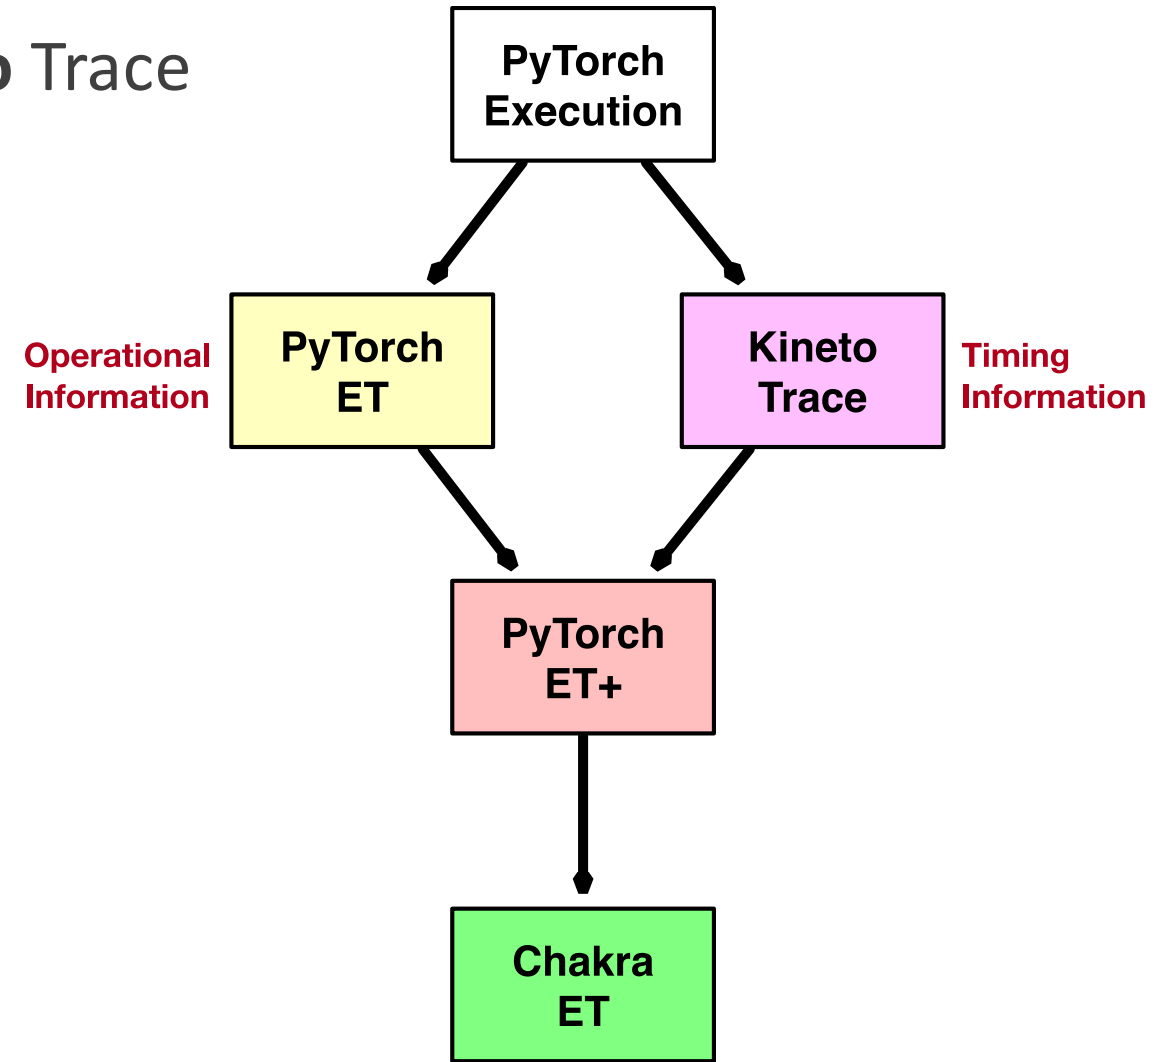 o Trace
PyTorch
Execution
Operational
Information
PyTorch
ET
Kineto
Trace
Timing
Information
PyTorch
ET+
Chakra
ET